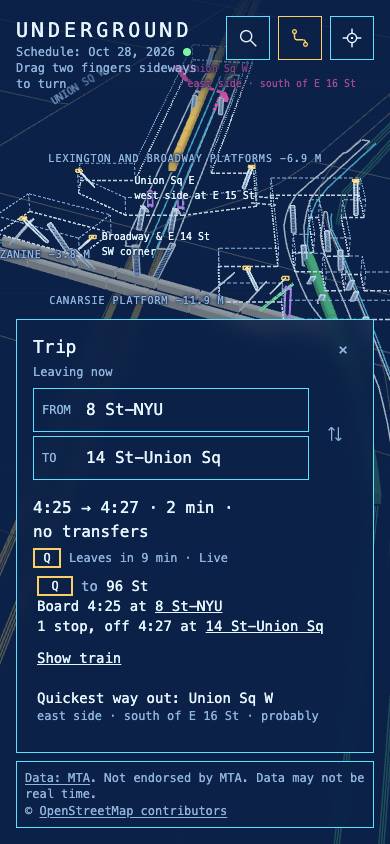 UNDERGROUND
Schedule: Oct 28, 2026
Drag two fingers sideways
to turn.
UNION SQ
Union Sq W
east side · south of E 16 St
LEXINGTON AND BROADWAY PLATFORMS −6.9 M
Union Sq E
west side at E 15 St
Broadway & E 14 St
SW corner
ZANINE −3.8 M
CANARSIE PLATFORM −11.9 M
Trip
×
Leaving now
FROM 8 St–NYU
TO 14 St–Union Sq
4:25 → 4:27 · 2 min ·
no transfers
Q Leaves in 9 min · Live
Q to 96 St
Board 4:25 at 8 St–NYU
1 stop, off 4:27 at 14 St–Union Sq
Show train
Quickest way out: Union Sq W
east side · south of E 16 St · probably
Data: MTA. Not endorsed by MTA. Data may not be
real time.
© OpenStreetMap contributors